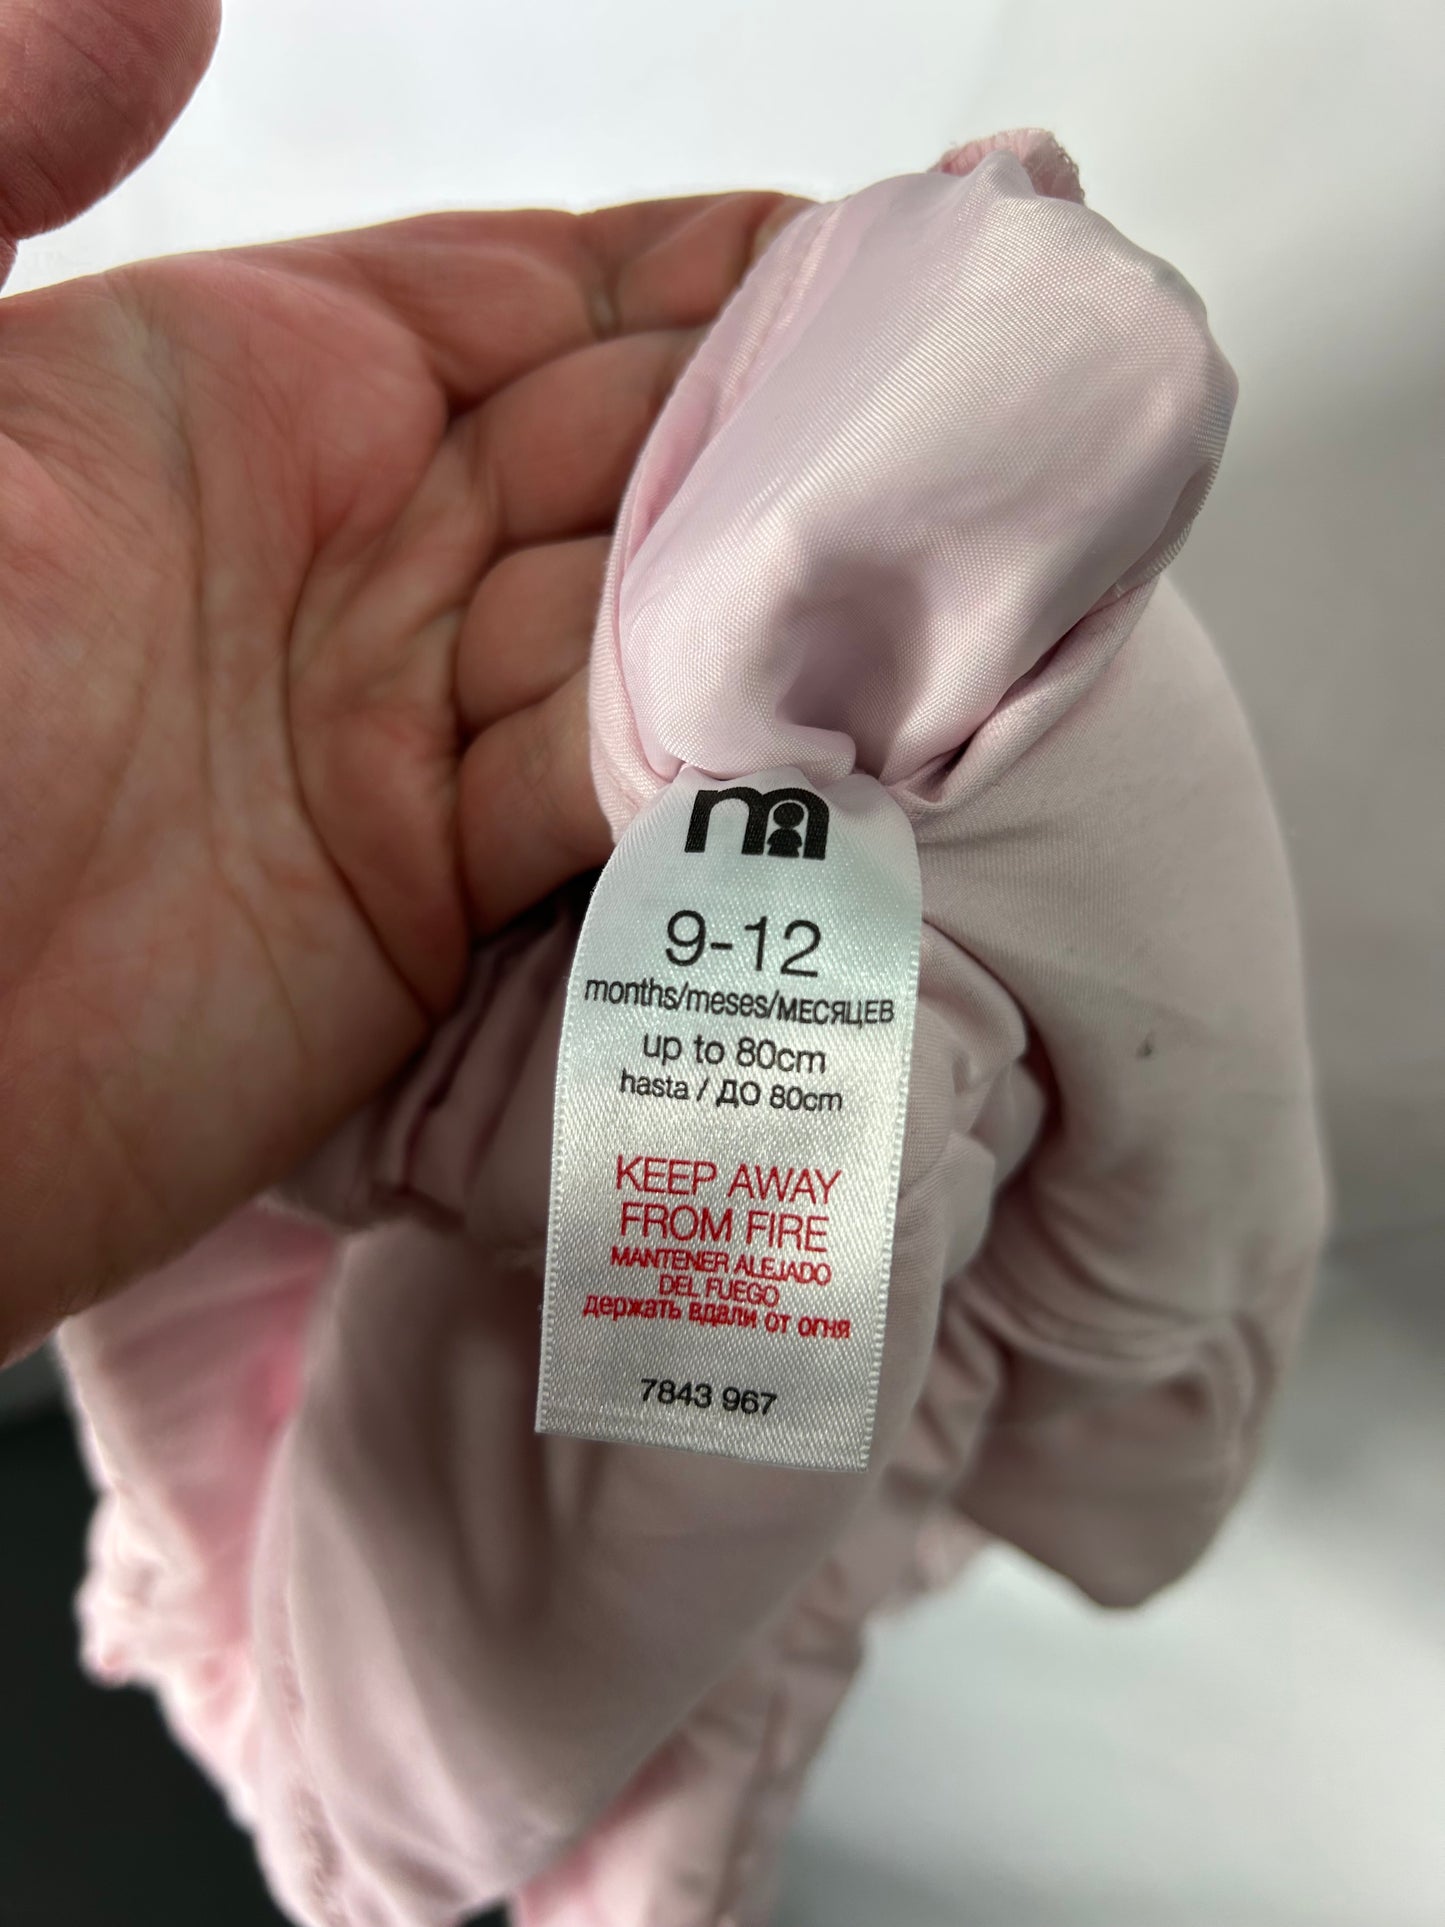 m
9-12
months/meses/МЕСЯЦЕВ
up to 80cm
hasta / ДО 80cm
KEEP AWAY
FROM FIRE
MANTENER ALEJADO
DEL FUEGO
держать вдали от огня
7843 967